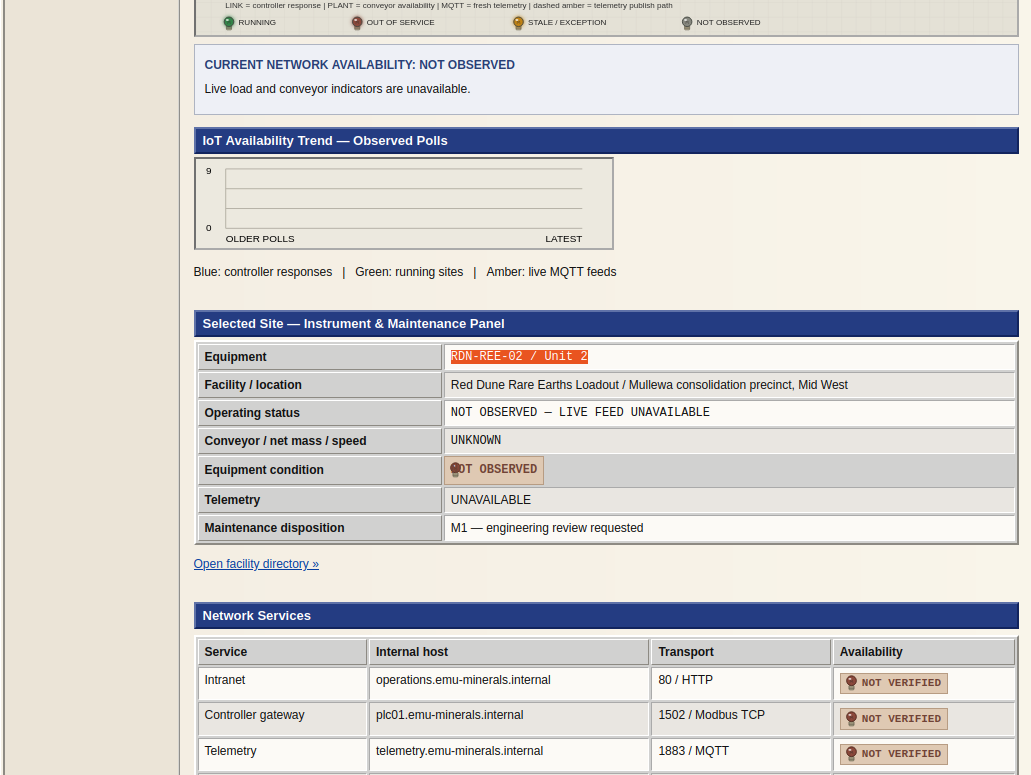 LINK = controller response | PLANT = conveyor availability | MQTT = fresh telemetry | dashed amber = telemetry publish path
RUNNING OUT OF SERVICE STALE / EXCEPTION NOT OBSERVED
CURRENT NETWORK AVAILABILITY: NOT OBSERVED
Live load and conveyor indicators are unavailable.
IoT Availability Trend — Observed Polls
9
0
OLDER POLLS LATEST
Blue: controller responses | Green: running sites | Amber: live MQTT feeds
Selected Site — Instrument & Maintenance Panel
Equipment RDN-REE-02 / Unit 2
Facility / location Red Dune Rare Earths Loadout / Mullewa consolidation precinct, Mid West
Operating status NOT OBSERVED — LIVE FEED UNAVAILABLE
Conveyor / net mass / speed UNKNOWN
Equipment condition NOT OBSERVED
Telemetry UNAVAILABLE
Maintenance disposition M1 — engineering review requested
Open facility directory »
Network Services
Service Internal host Transport Availability
Intranet operations.emu-minerals.internal 80 / HTTP NOT VERIFIED
Controller gateway plc01.emu-minerals.internal 1502 / Modbus TCP NOT VERIFIED
Telemetry telemetry.emu-minerals.internal 1883 / MQTT NOT VERIFIED